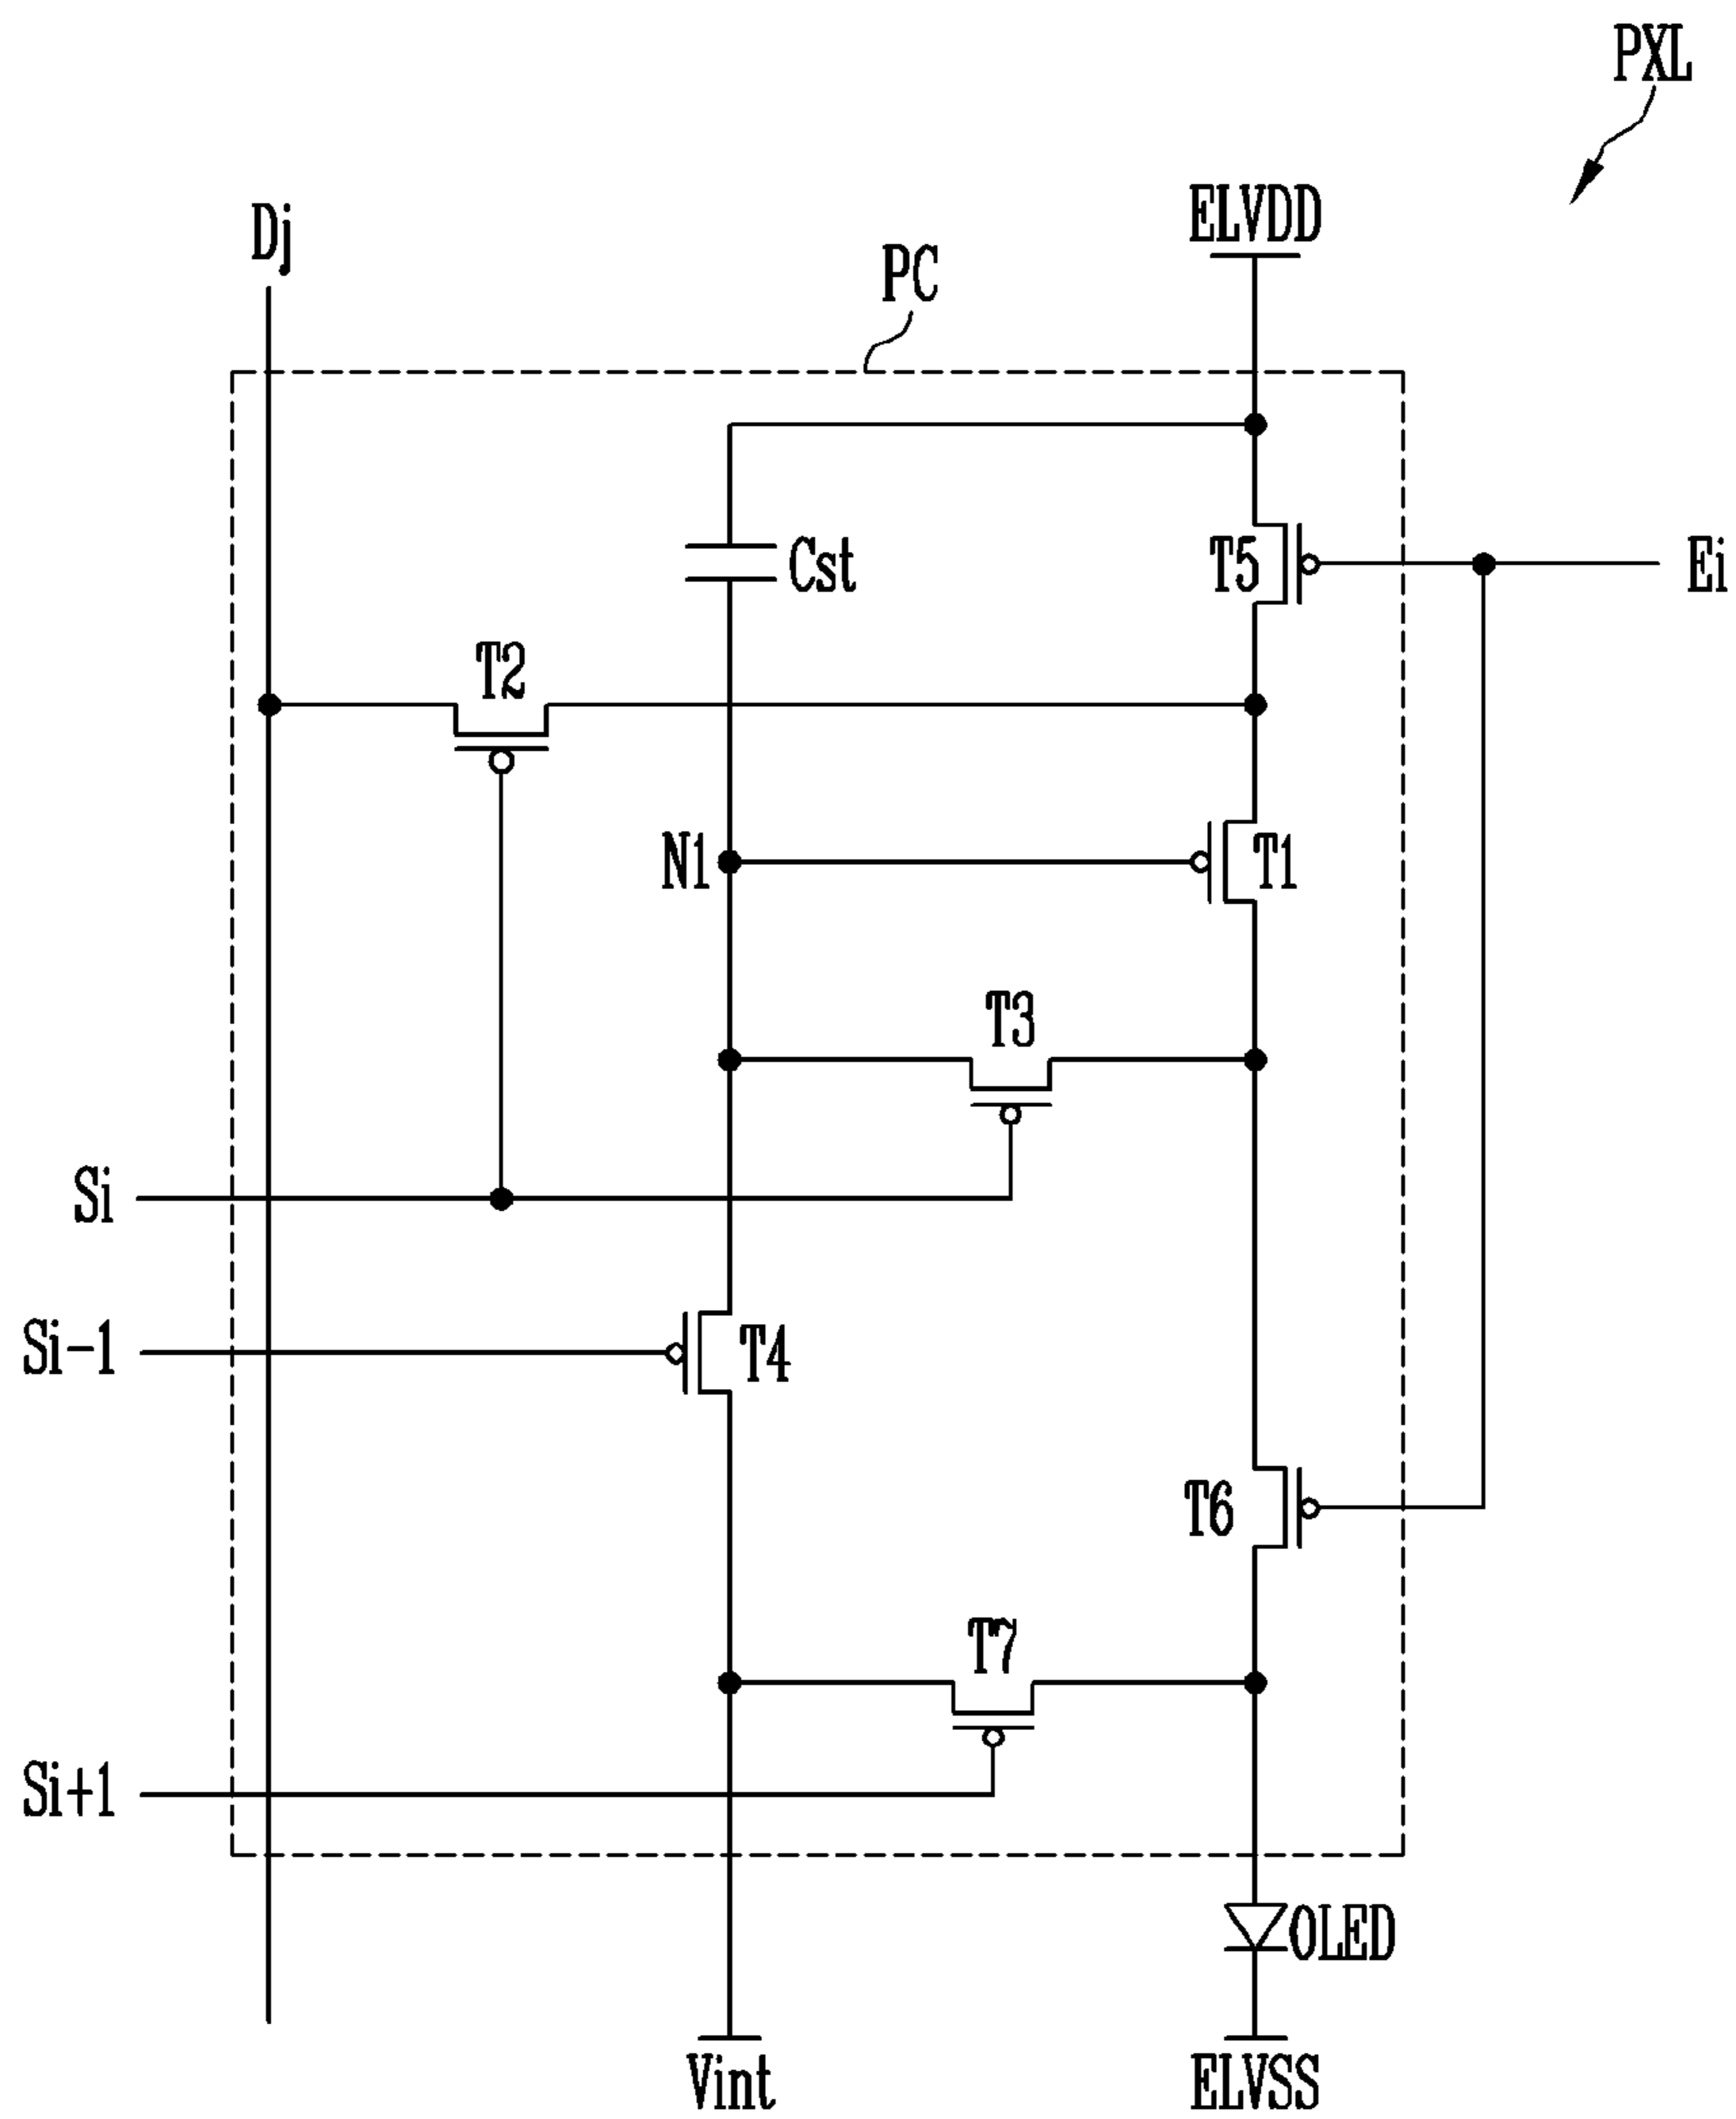 PXL
ELVDD
Dj
PC
Cst
T5
Ei
T2
N1
T1
T3
Si
Si-1
T4
T6
T7
Si+1
OLED
Vint
ELVSS